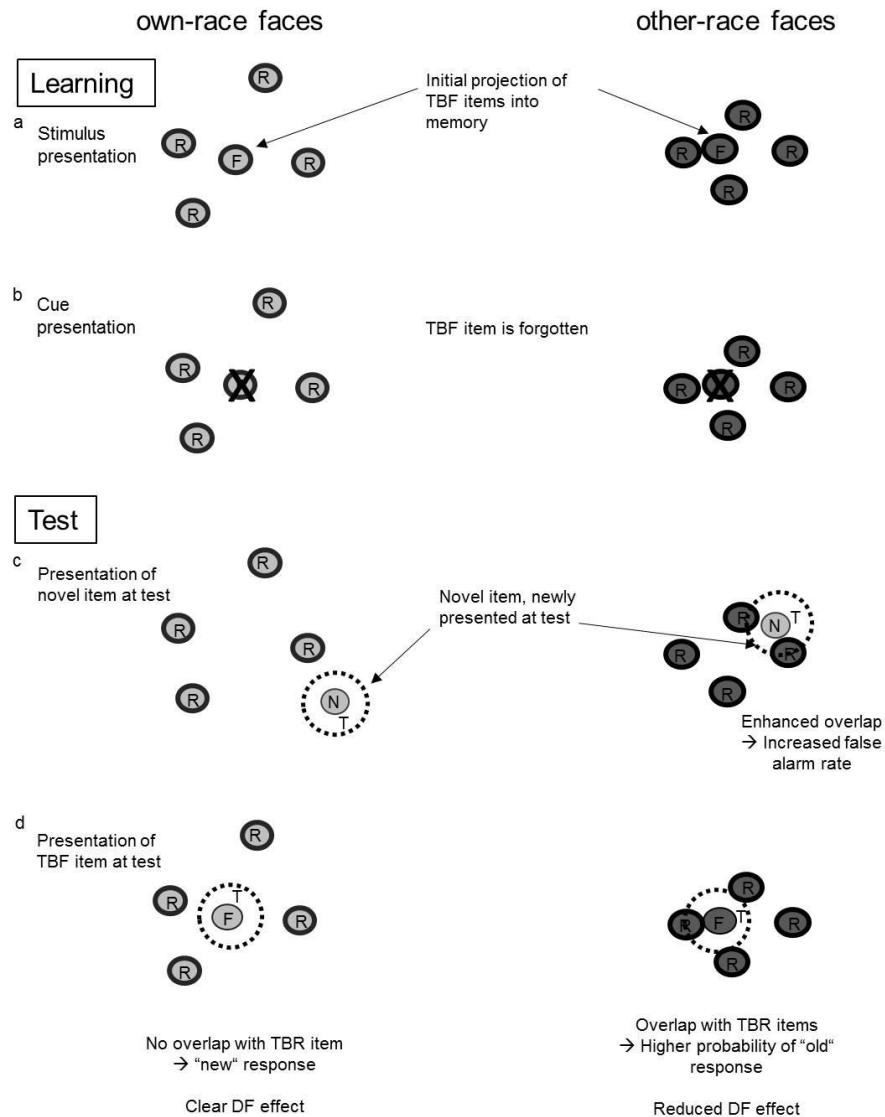 own-race faces
other-race faces
Learning
R
Initial projection of
TBF items into
memory
a
Stimulus
presentation
R
F
R
R
R
R
F
R
R
b
Cue
presentation
R
TBF item is forgotten
R
X
R
R
R
R
X
R
R
Test
c
Presentation of
novel item at test
R
R
R
R
N
T
Novel item, newly
presented at test
R
N
T
R
R
R
Enhanced overlap
→ Increased false
alarm rate
d
Presentation of
TBF item at test
R
R
T
F
R
R
R
R
F
T
R
R
No overlap with TBR item
→ “new“ response
Clear DF effect
Overlap with TBR items
→ Higher probability of “old“
response
Reduced DF effect